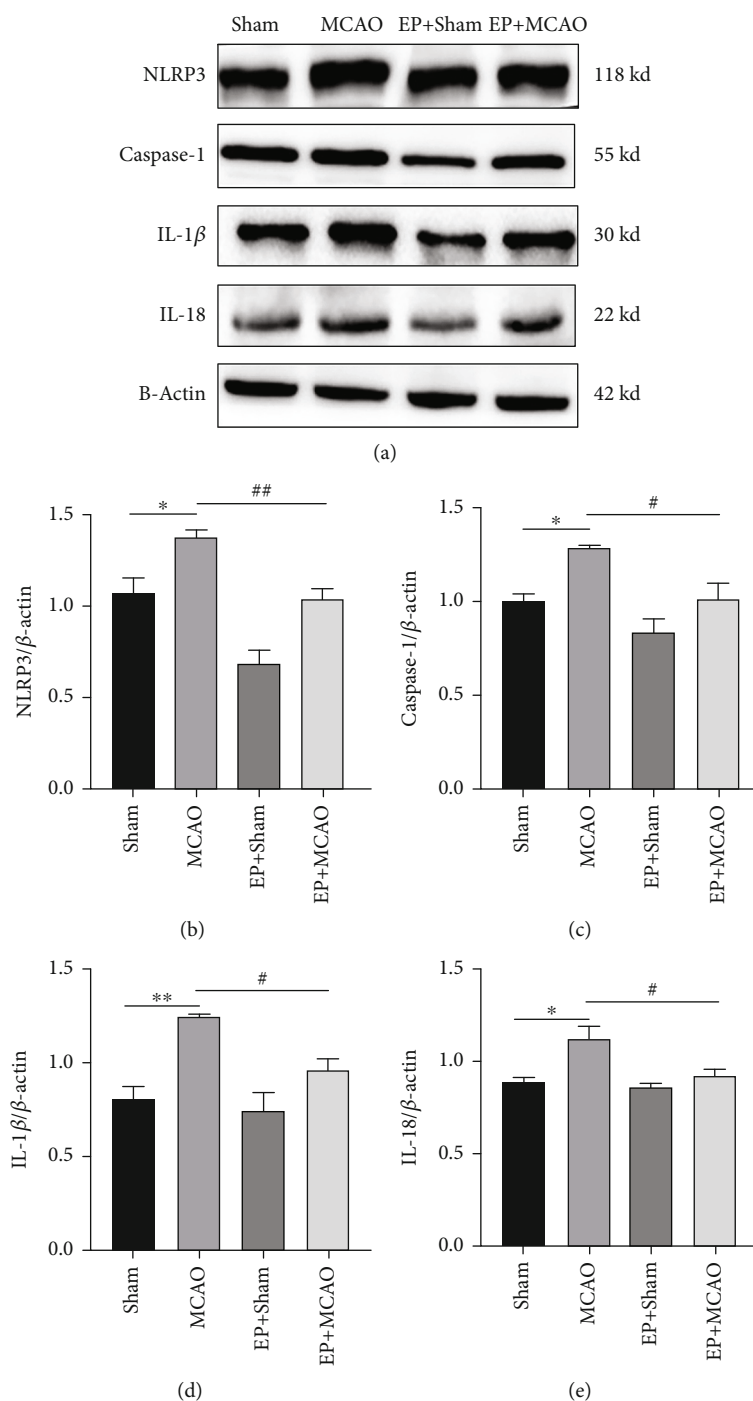 Sham MCAO EP+Sham EP+MCAO
NLRP3 118 kd
Caspase-1 55 kd
IL-1β 30 kd
IL-18 22 kd
B-Actin 42 kd
(a)
* ##
NLRP3/β-actin
1.5
1.0
0.5
0.0
Sham
MCAO
EP+Sham
EP+MCAO
(b)
* #
Caspase-1/β-actin
1.5
1.0
0.5
0.0
Sham
MCAO
EP+Sham
EP+MCAO
(c)
** #
IL-1β/β-actin
1.5
1.0
0.5
0.0
Sham
MCAO
EP+Sham
EP+MCAO
(d)
* #
IL-18/β-actin
1.5
1.0
0.5
0.0
Sham
MCAO
EP+Sham
EP+MCAO
(e)